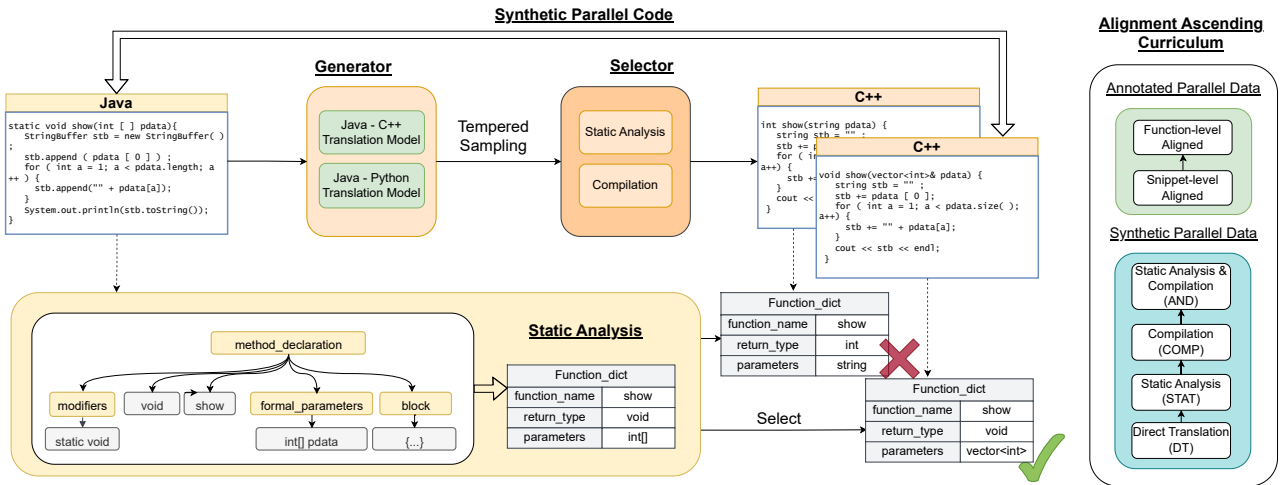 Synthetic Parallel Code
Alignment Ascending
Curriculum
Generator
Selector
Java
static void show(int [ ] pdata){
StringBuffer stb = new StringBuffer( )
;
stb.append ( pdata [ 0 ] ) ;
for ( int a = 1; a < pdata.length; a
++ ) {
stb.append("" + pdata[a]);
}
System.out.println(stb.toString());
}
Java - C++
Translation Model
Java - Python
Translation Model
Tempered
Sampling
Static Analysis
Compilation
C++
int show(string pdata) {
string stb = "" ;
stb += p
for ( in
a++) {
stb +=
}
cout <<
}
C++
void show(vector<int>& pdata) {
string stb = "" ;
stb += pdata [ 0 ];
for ( int a = 1; a < pdata.size( );
a++) {
stb += "" + pdata[a];
}
cout << stb << endl;
}
Annotated Parallel Data
Function-level
Aligned
Snippet-level
Aligned
Synthetic Parallel Data
Static Analysis &
Compilation
(AND)
Compilation
(COMP)
Static Analysis
(STAT)
Direct Translation
(DT)
Static Analysis
method_declaration
modifiers
void
show
formal_parameters
block
static void
int[] pdata
{...}
Function_dict
function_name show
return_type void
parameters int[]
Select
Function_dict
function_name show
return_type int
parameters string
Function_dict
function_name show
return_type void
parameters vector<int>